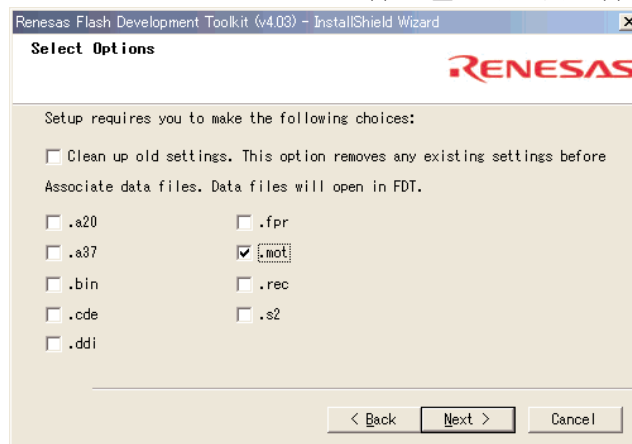 Renesas Flash Development Toolkit (v4.03) - InstallShield Wizard
Select Options
RENESAS
Setup requires you to make the following choices:
Clean up old settings. This option removes any existing settings before
Associate data files. Data files will open in FDT.
.a20
.fpr
.a37
.mot
.bin
.rec
.cde
.s2
.ddi
< Back
Next >
Cancel